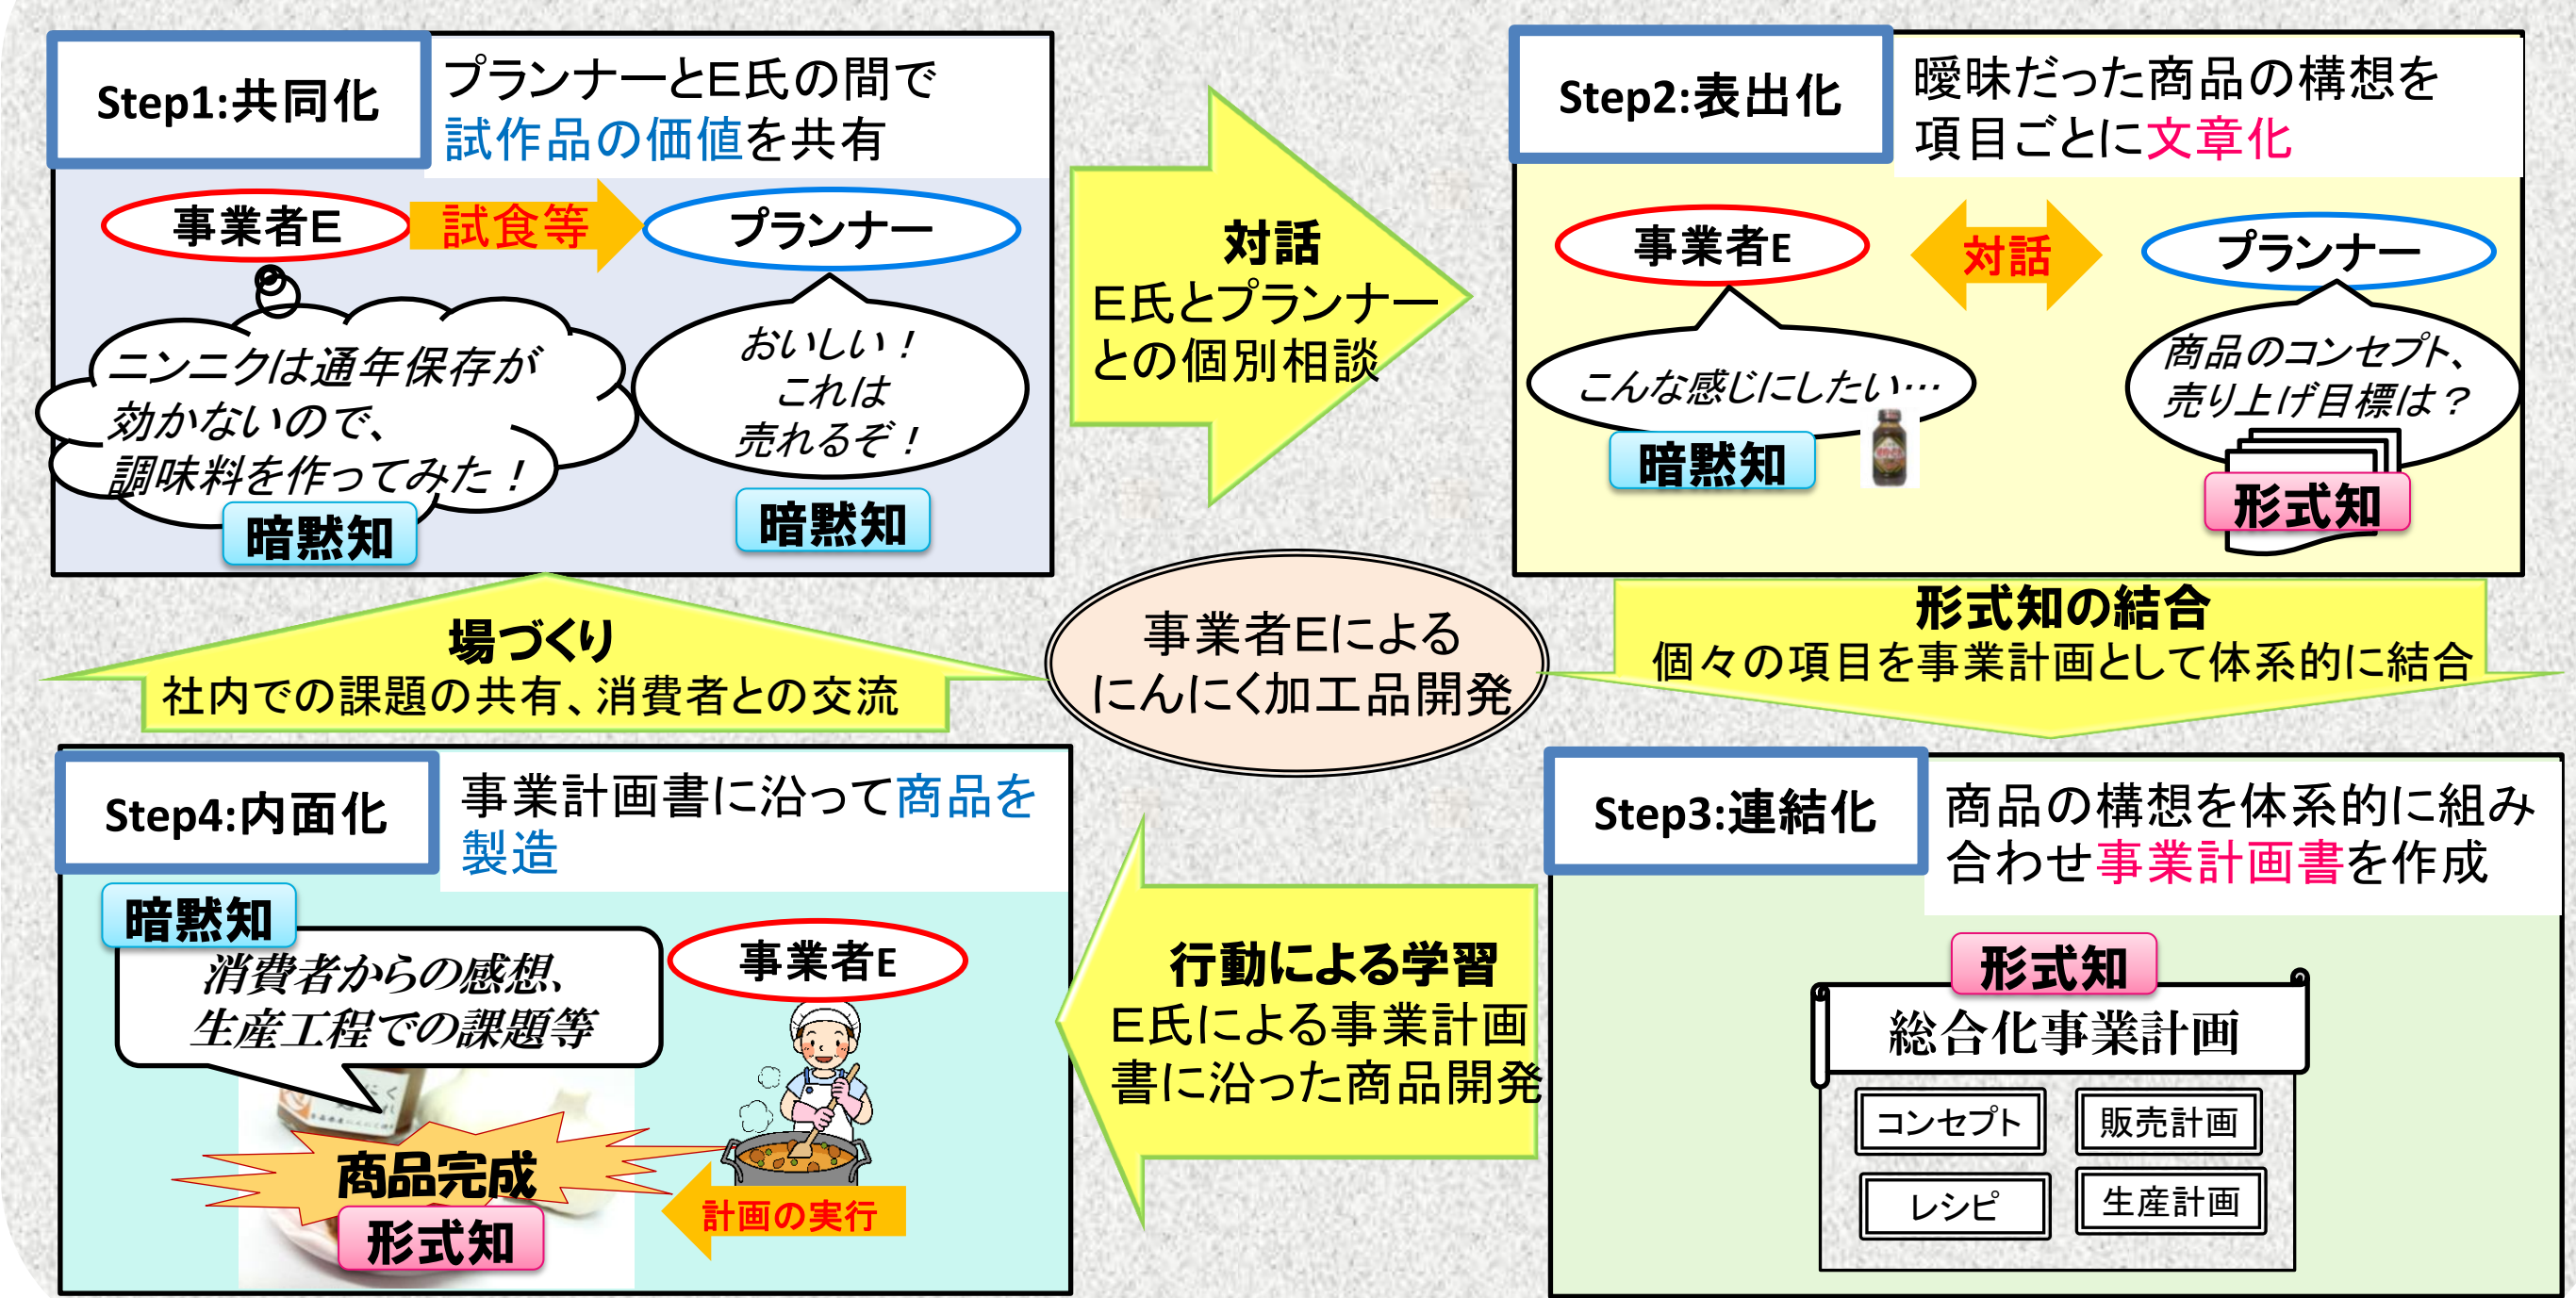 Step1:共同化
プランナーとE氏の間で
試作品の価値を共有
事業者E
試食等
プランナー
ニンニクは通年保存が
効かないので、
調味料を作ってみた！
暗黙知
おいしい！
これは
売れるぞ！
暗黙知
対話
E氏とプランナー
との個別相談
Step2:表出化
曖昧だった商品の構想を
項目ごとに文章化
事業者E
対話
プランナー
こんな感じにしたい…
暗黙知
商品のコンセプト、
売り上げ目標は？
形式知
形式知の結合
個々の項目を事業計画として体系的に結合
事業者Eによる
にんにく加工品開発
場づくり
社内での課題の共有、消費者との交流
Step3:連結化
商品の構想を体系的に組み
合わせ事業計画書を作成
形式知
総合化事業計画
コンセプト
販売計画
レシピ
生産計画
行動による学習
E氏による事業計画
書に沿った商品開発
Step4:内面化
事業計画書に沿って商品を
製造
暗黙知
消費者からの感想、
生産工程での課題等
事業者E
商品完成
形式知
計画の実行